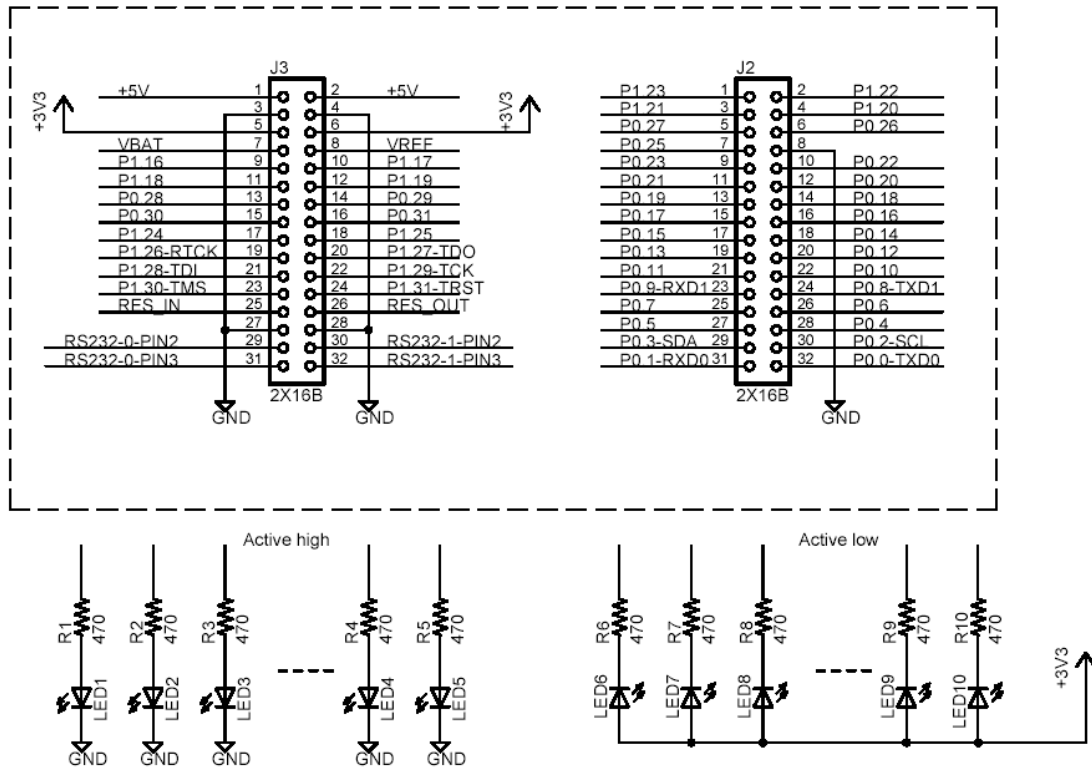 J3
+3V3
+5V 1 2 +5V
3 4
5 6
+3V3
VBAT 7 8 VREF
P1.16 9 10 P1.17
P1.18 11 12 P1.19
P0.28 13 14 P0.29
P0.30 15 16 P0.31
P1.24 17 18 P1.25
P1.26-RTCK 19 20 P1.27-TDO
P1.28-TDI 21 22 P1.29-TCK
P1.30-TMS 23 24 P1.31-TRST
RES_IN 25 26 RES_OUT
27 28
RS232-0-PIN2 29 30 RS232-1-PIN2
RS232-0-PIN3 31 32 RS232-1-PIN3
2X16B
GND GND
J2
P1.23 1 2 P1.22
P1.21 3 4 P1.20
P0.27 5 6 P0.26
P0.25 7 8
P0.23 9 10 P0.22
P0.21 11 12 P0.20
P0.19 13 14 P0.18
P0.17 15 16 P0.16
P0.15 17 18 P0.14
P0.13 19 20 P0.12
P0.11 21 22 P0.10
P0.9-RXD1 23 24 P0.8-TXD1
P0.7 25 26 P0.6
P0.5 27 28 P0.4
P0.3-SDA 29 30 P0.2-SCL
P0.1-RXD0 31 32 P0.0-TXD0
2X16B
GND
Active high
R1 470 R2 470 R3 470 R4 470 R5 470
LED1 LED2 LED3 LED4 LED5
GND GND GND GND GND
Active low
R6 470 R7 470 R8 470 R9 470 R10 470
LED6 LED7 LED8 LED9 LED10
+3V3